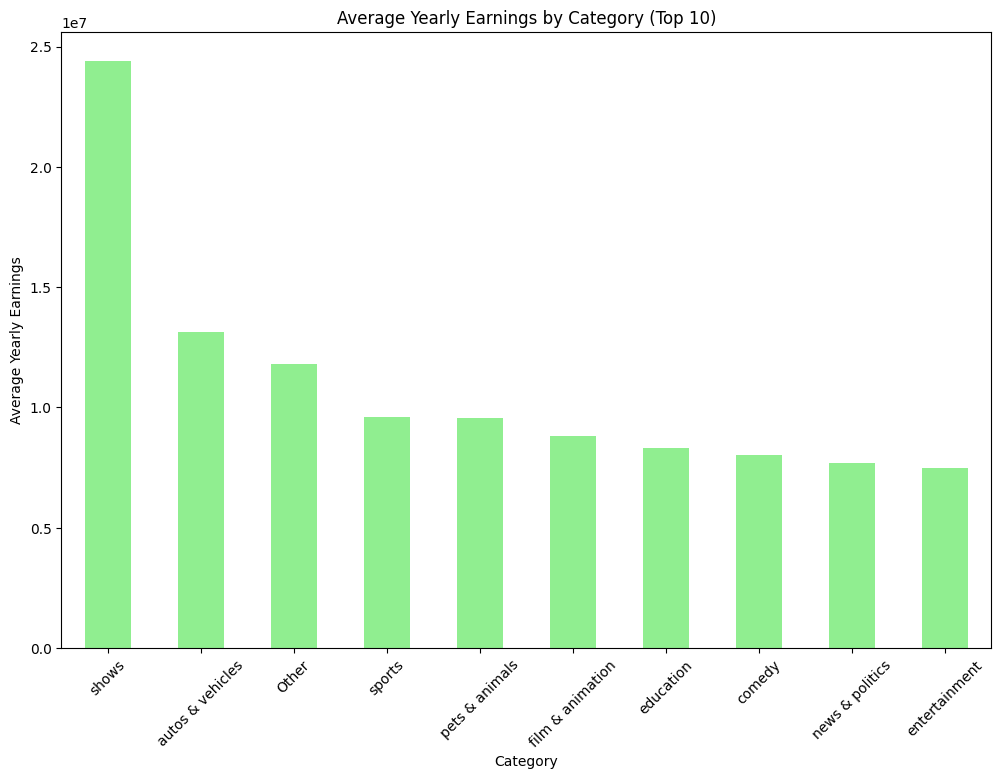 Average Yearly Earnings by Category (Top 10)
1e7
2.5
2.0
1.5
1.0
0.5
0.0
Average Yearly Earnings
shows
autos & vehicles
Other
sports
pets & animals
film & animation
education
comedy
news & politics
entertainment
Category